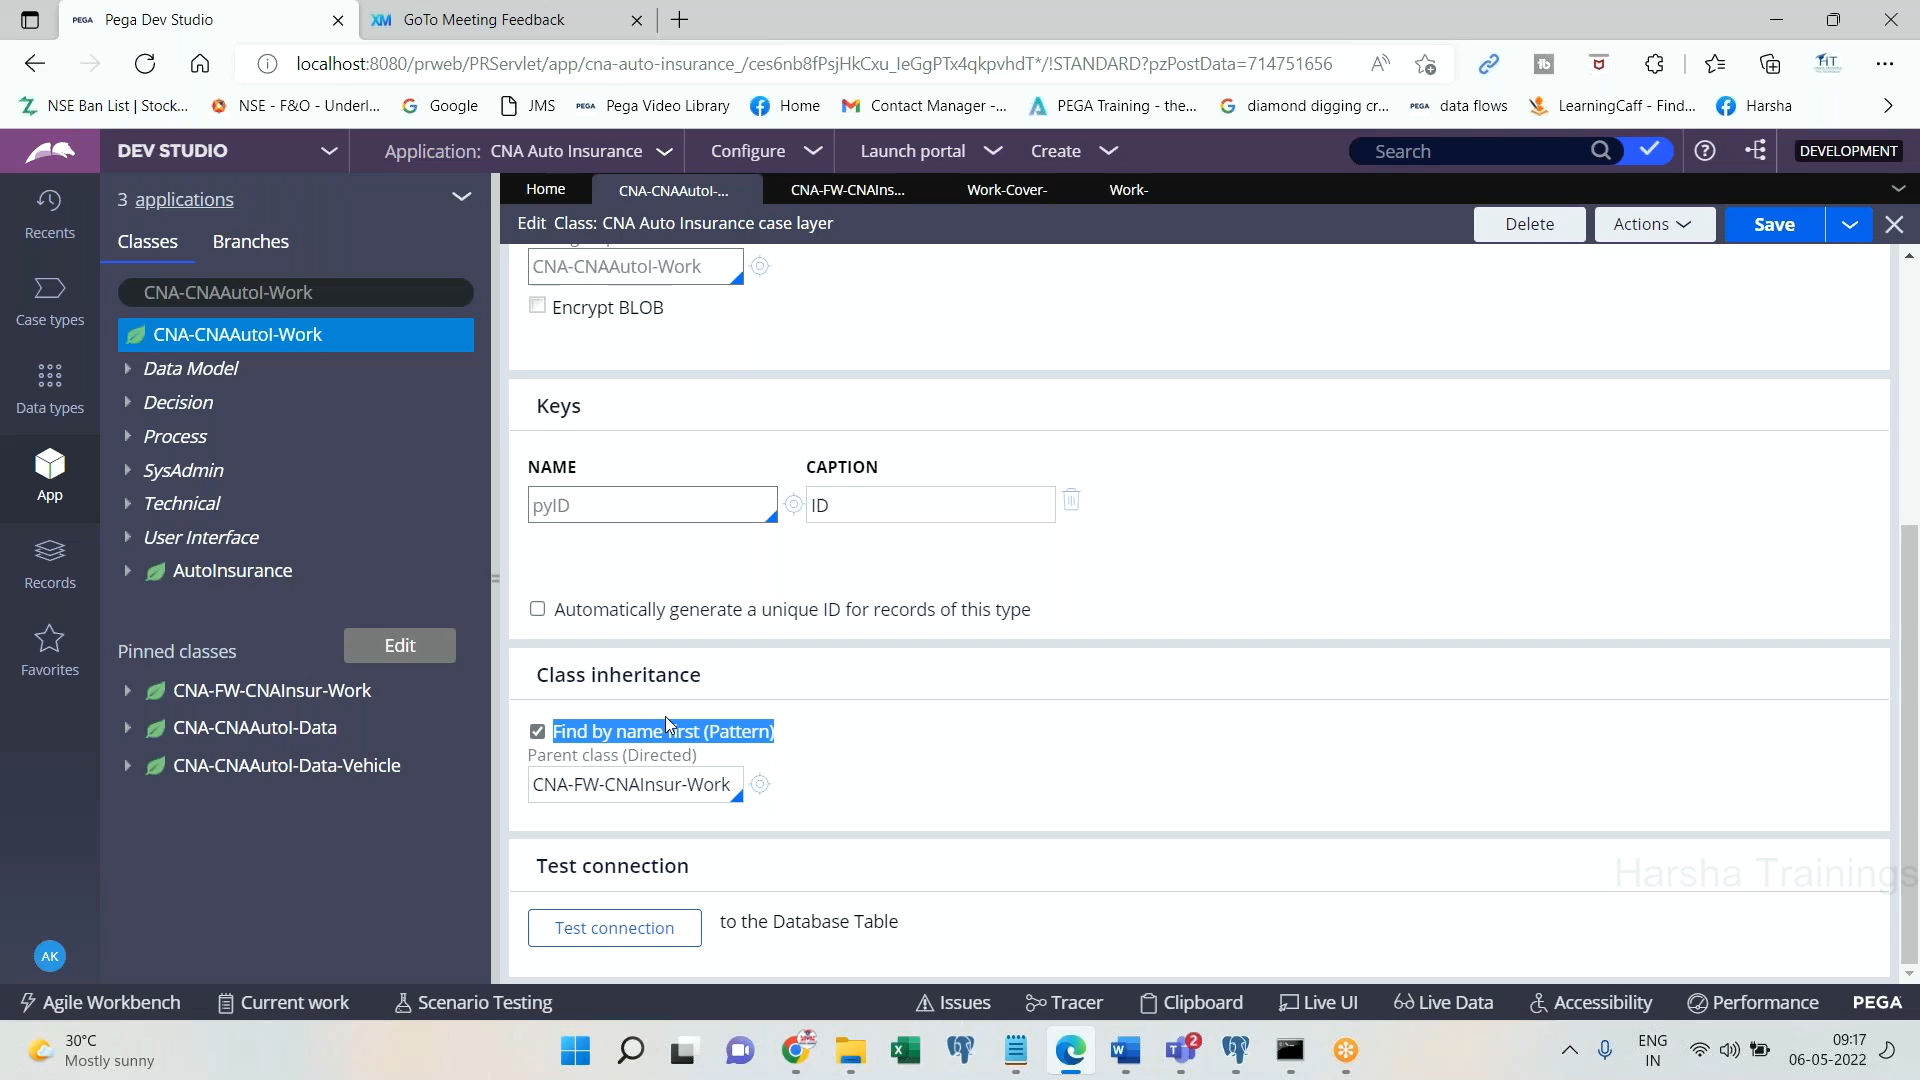 PEGA Pega Dev Studio
XM GoTo Meeting Feedback
localhost:8080/prweb/PRServlet/app/cna-auto-insurance_/ces6nb8fPsjHkCxu_IeGgPTx4qkpvhdT*/!STANDARD?pzPostData=714751656
NSE Ban List | Stock...
NSE - F&O - Underl...
Google
JMS
PEGA Pega Video Library
Home
Contact Manager -...
PEGA Training - the...
diamond digging cr...
PEGA data flows
LearningCaff - Find...
Harsha
DEV STUDIO
Application: CNA Auto Insurance
Configure
Launch portal
Create
Search
DEVELOPMENT
Recents
Case types
Data types
App
Records
Favorites
AK
3 applications
Classes
Branches
CNA-CNAAutoI-Work
CNA-CNAAutoI-Work
Data Model
Decision
Process
SysAdmin
Technical
User Interface
AutoInsurance
Pinned classes
Edit
CNA-FW-CNAInsur-Work
CNA-CNAAutoI-Data
CNA-CNAAutoI-Data-Vehicle
Home
CNA-CNAAutoI-...
CNA-FW-CNAIns...
Work-Cover-
Work-
Edit Class: CNA Auto Insurance case layer
Delete
Actions
Save
CNA-CNAAutoI-Work
Encrypt BLOB
Keys
NAME
CAPTION
pyID
ID
Automatically generate a unique ID for records of this type
Class inheritance
Find by name first (Pattern)
Parent class (Directed)
CNA-FW-CNAInsur-Work
Test connection
Harsha Trainings
Test connection
to the Database Table
Agile Workbench
Current work
Scenario Testing
Issues
Tracer
Clipboard
Live UI
Live Data
Accessibility
Performance
PEGA
30°C
Mostly sunny
2
ENG
IN
09:17
06-05-2022